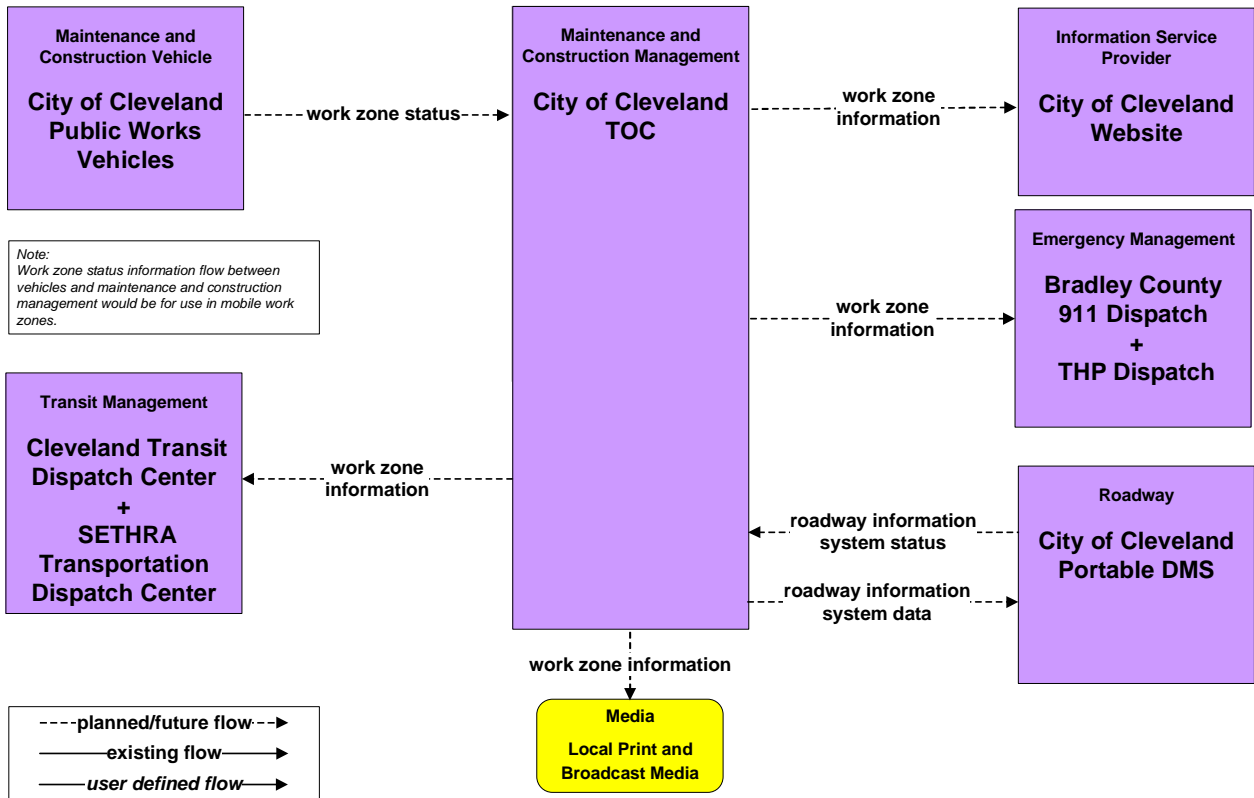 Maintenance and
Construction Vehicle
City of Cleveland
Public Works
Vehicles
work zone status
Maintenance and
Construction Management
City of Cleveland
TOC
work zone
information
Information Service
Provider
City of Cleveland
Website
Note:
Work zone status information flow between
vehicles and maintenance and construction
management would be for use in mobile work
zones.
work zone
information
Emergency Management
Bradley County
911 Dispatch
+
THP Dispatch
Transit Management
Cleveland Transit
Dispatch Center
+
SETHRA
Transportation
Dispatch Center
work zone
information
roadway information
system status
roadway information
system data
Roadway
City of Cleveland
Portable DMS
work zone information
Media
Local Print and
Broadcast Media
planned/future flow
existing flow
user defined flow